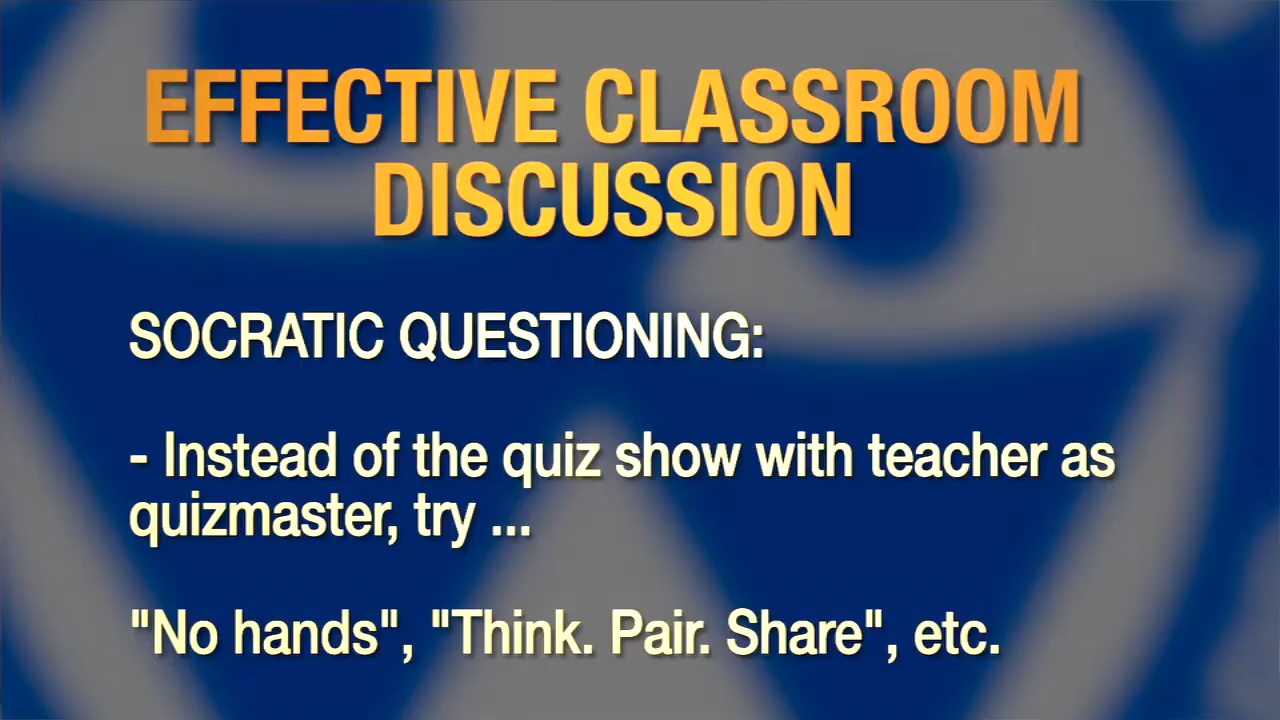 EFFECTIVE CLASSROOM
DISCUSSION
SOCRATIC QUESTIONING:
- Instead of the quiz show with teacher as
quizmaster, try ...
"No hands", "Think. Pair. Share", etc.